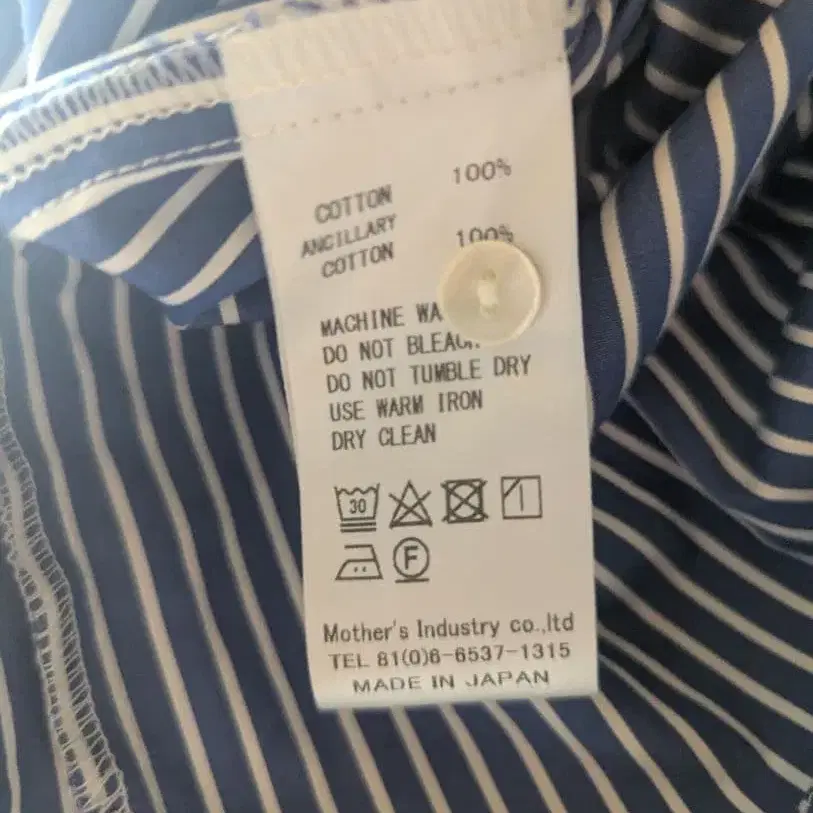 COTTON 100%
ANCILLARY
COTTON 100%
MACHINE
DO NOT
DO NOT TUMBLE DRY
USE WARM IRON
DRY CLEAN
30
F
Mother's Industry co.,ltd
TEL 81(0)6-6537-1315
MADE IN JAPAN